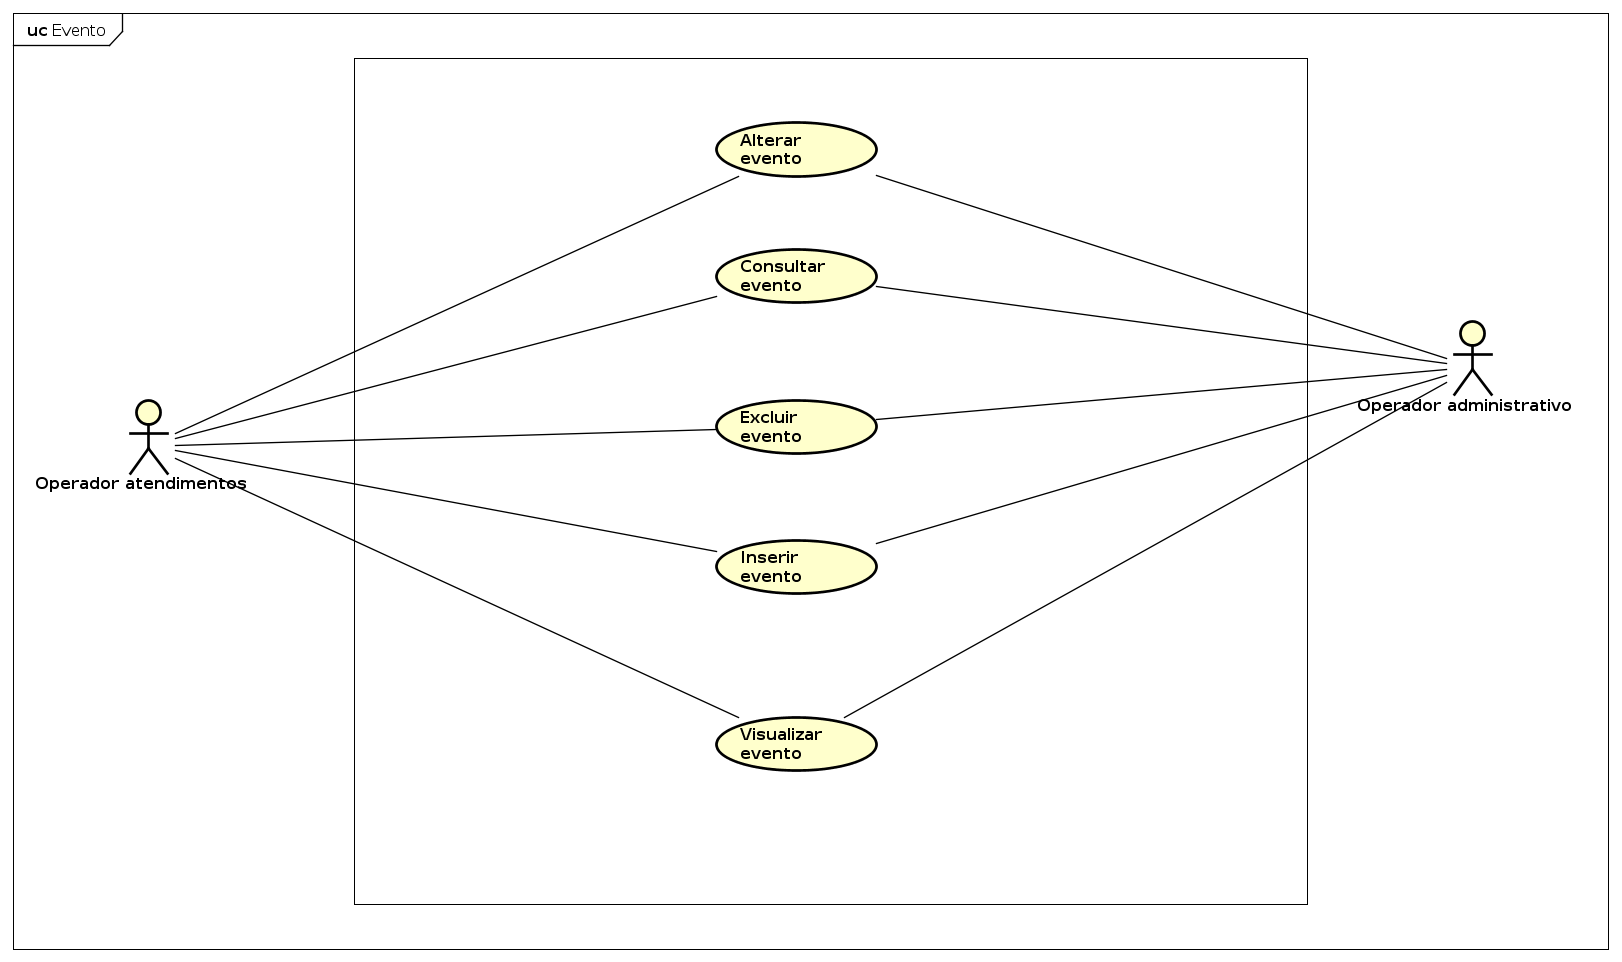 uc Evento
Alterar
evento
Consultar
evento
Excluir
evento
Inserir
evento
Visualizar
evento
Operador atendimentos
Operador administrativo